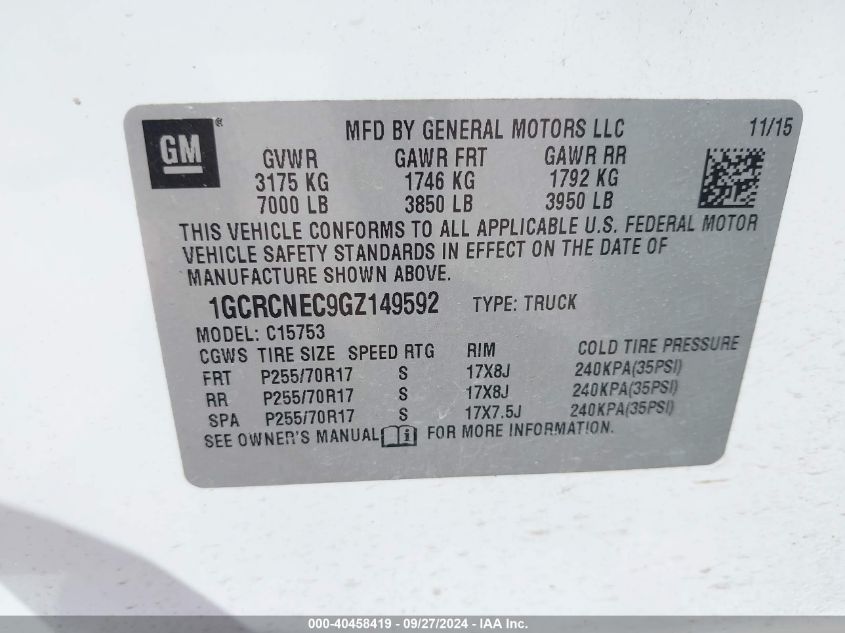 GM®
MFD BY GENERAL MOTORS LLC 11/15
GVWR GAWR FRT GAWR RR
3175 KG 1746 KG 1792 KG
7000 LB 3850 LB 3950 LB
THIS VEHICLE CONFORMS TO ALL APPLICABLE U.S. FEDERAL MOTOR
VEHICLE SAFETY STANDARDS IN EFFECT ON THE DATE OF
MANUFACTURE SHOWN ABOVE.
1GCRCNEC9GZ149592 TYPE: TRUCK
MODEL: C15753
CGWS TIRE SIZE SPEED RTG RIM COLD TIRE PRESSURE
FRT P255/70R17 S 17X8J 240KPA(35PSI)
RR P255/70R17 S 17X8J 240KPA(35PSI)
SPA P255/70R17 S 17X7.5J 240KPA(35PSI)
SEE OWNER'S MANUAL i FOR MORE INFORMATION.
000-40458419 - 09/27/2024 - IAA Inc.